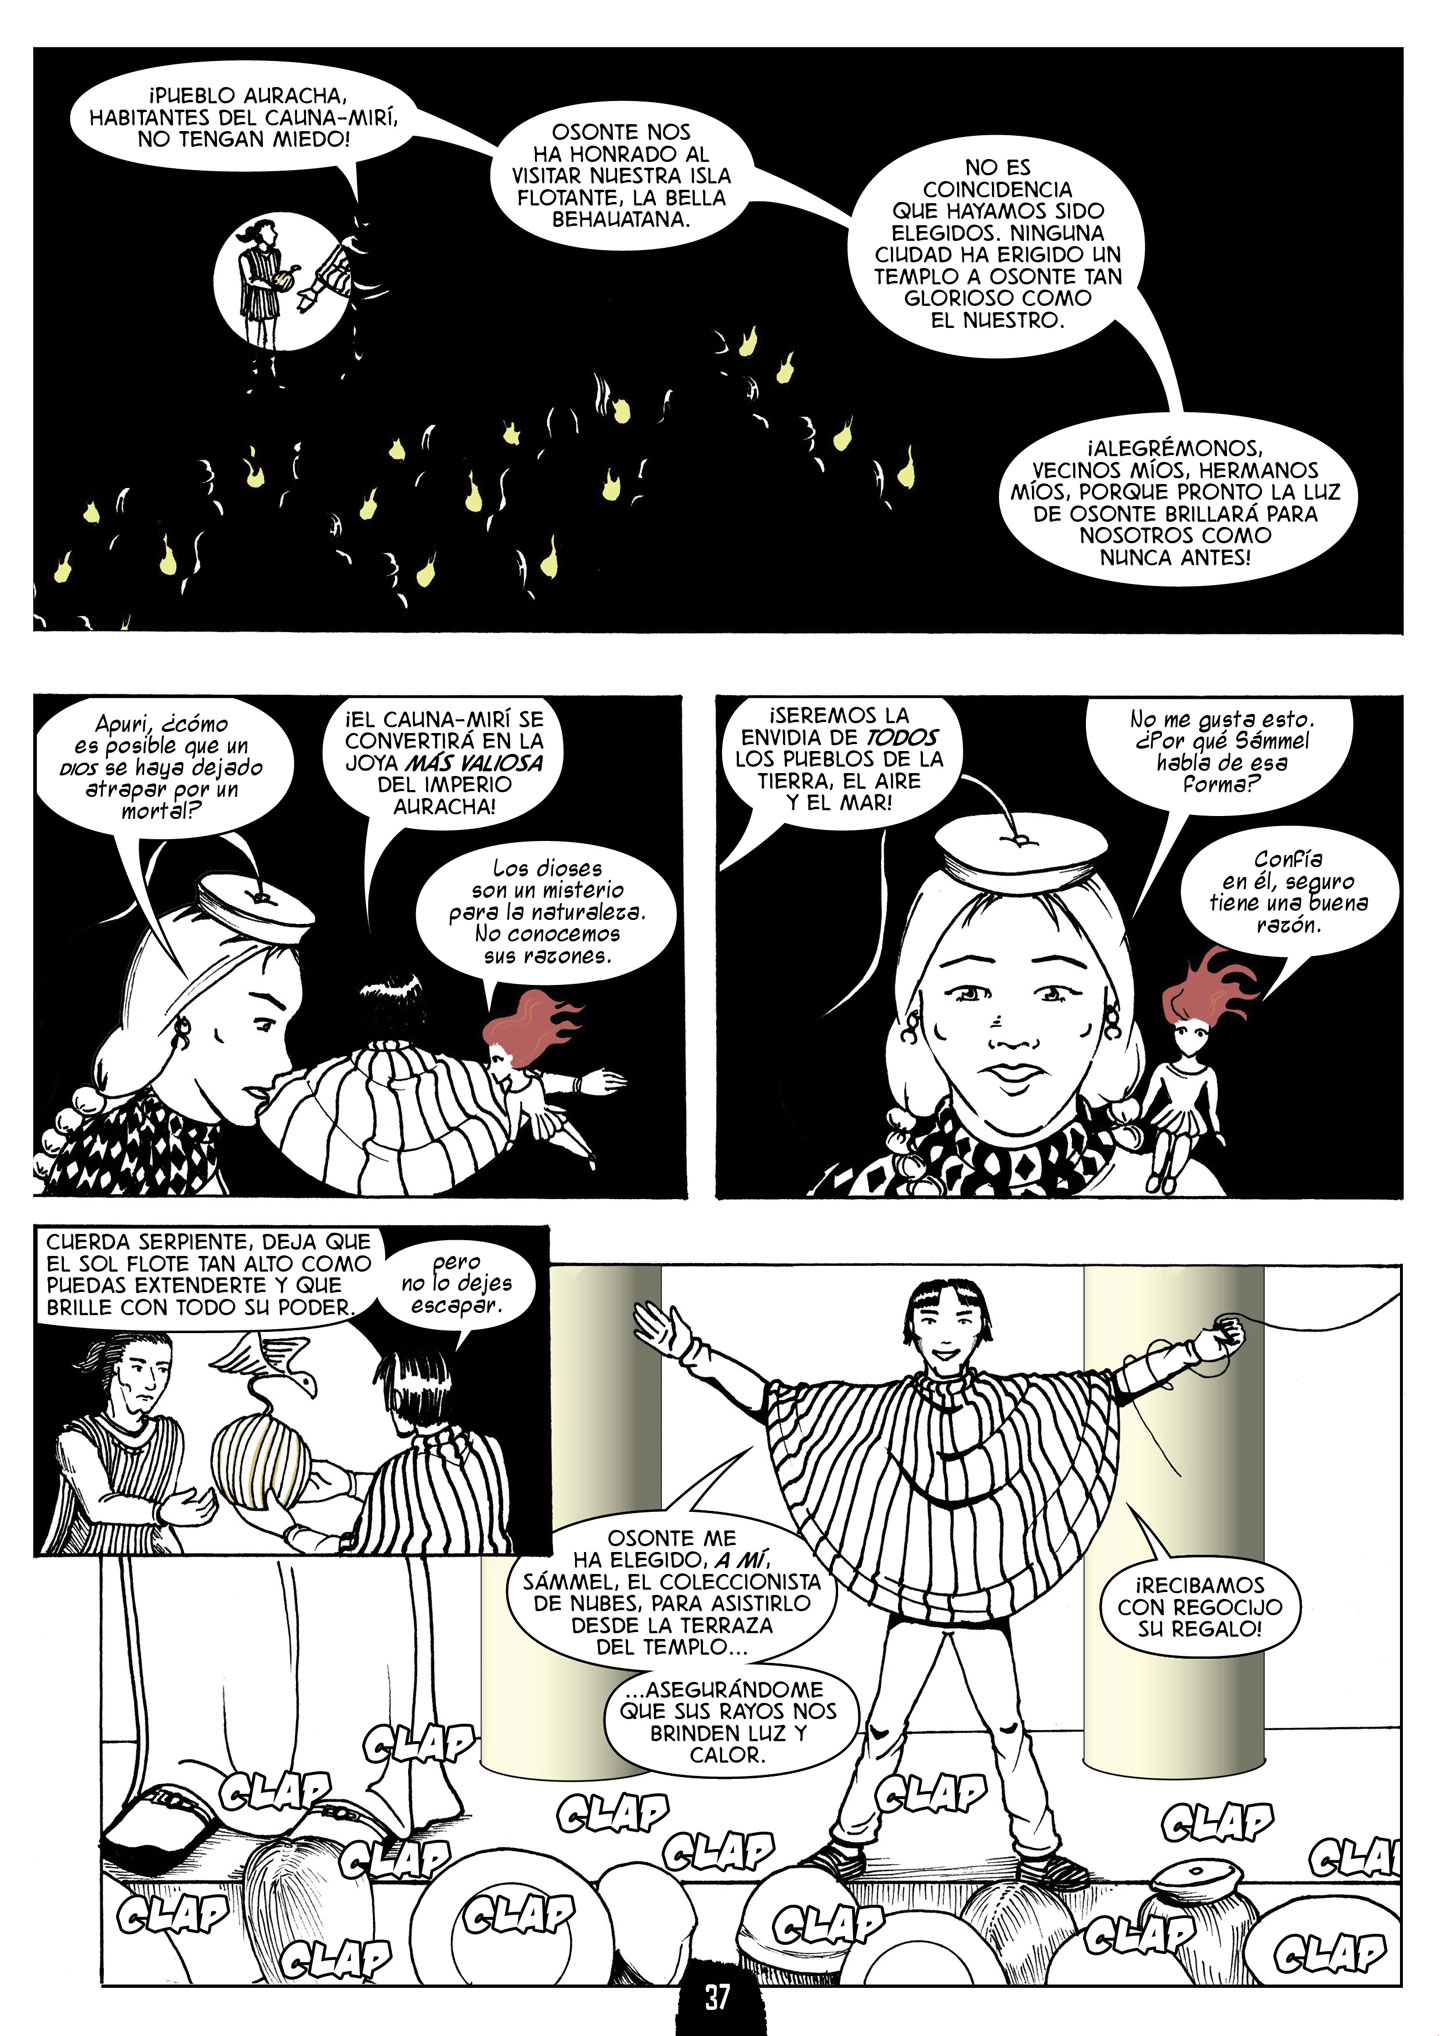 ¡PUEBLO AURACHA,
HABITANTES DEL CAUNA-MIRÍ,
NO TENGAN MIEDO!
OSONTE NOS
HA HONRADO AL
VISITAR NUESTRA ISLA
FLOTANTE, LA BELLA
BEHAUATANA.
NO ES
COINCIDENCIA
QUE HAYAMOS SIDO
ELEGIDOS. NINGUNA
CIUDAD HA ERIGIDO UN
TEMPLO A OSONTE TAN
GLORIOSO COMO
EL NUESTRO.
¡ALEGRÉMONOS,
VECINOS MÍOS, HERMANOS
MÍOS, PORQUE PRONTO LA LUZ
DE OSONTE BRILLARÁ PARA
NOSOTROS COMO
NUNCA ANTES!
Apuri, ¿cómo
es posible que un
DIOS se haya dejado
atrapar por un
mortal?
¡EL CAUNA-MIRÍ SE
CONVERTIRÁ EN LA
JOYA MÁS VALIOSA
DEL IMPERIO
AURACHA!
Los dioses
son un misterio
para la naturaleza.
No conocemos
sus razones.
¡SEREMOS LA
ENVIDIA DE TODOS
LOS PUEBLOS DE LA
TIERRA, EL AIRE
Y EL MAR!
No me gusta esto.
¿Por qué Sámmel
habla de esa
forma?
Confía
en él, seguro
tiene una buena
razón.
CUERDA SERPIENTE, DEJA QUE
EL SOL FLOTE TAN ALTO COMO
PUEDAS EXTENDERTE Y QUE
BRILLE CON TODO SU PODER.
pero
no lo dejes
escapar.
OSONTE ME
HA ELEGIDO, A MÍ,
SÁMMEL, EL COLECCIONISTA
DE NUBES, PARA ASISTIRLO
DESDE LA TERRAZA
DEL TEMPLO...
...ASEGURÁNDOME
QUE SUS RAYOS NOS
BRINDEN LUZ Y
CALOR.
¡RECIBAMOS
CON REGOCIJO
SU REGALO!
CLAP
CLAP
CLAP
CLAP
CLAP
CLAP
CLAP
CLA
CLAP
CLAP
CLAP
CLAP
CLAP
CLAP
37